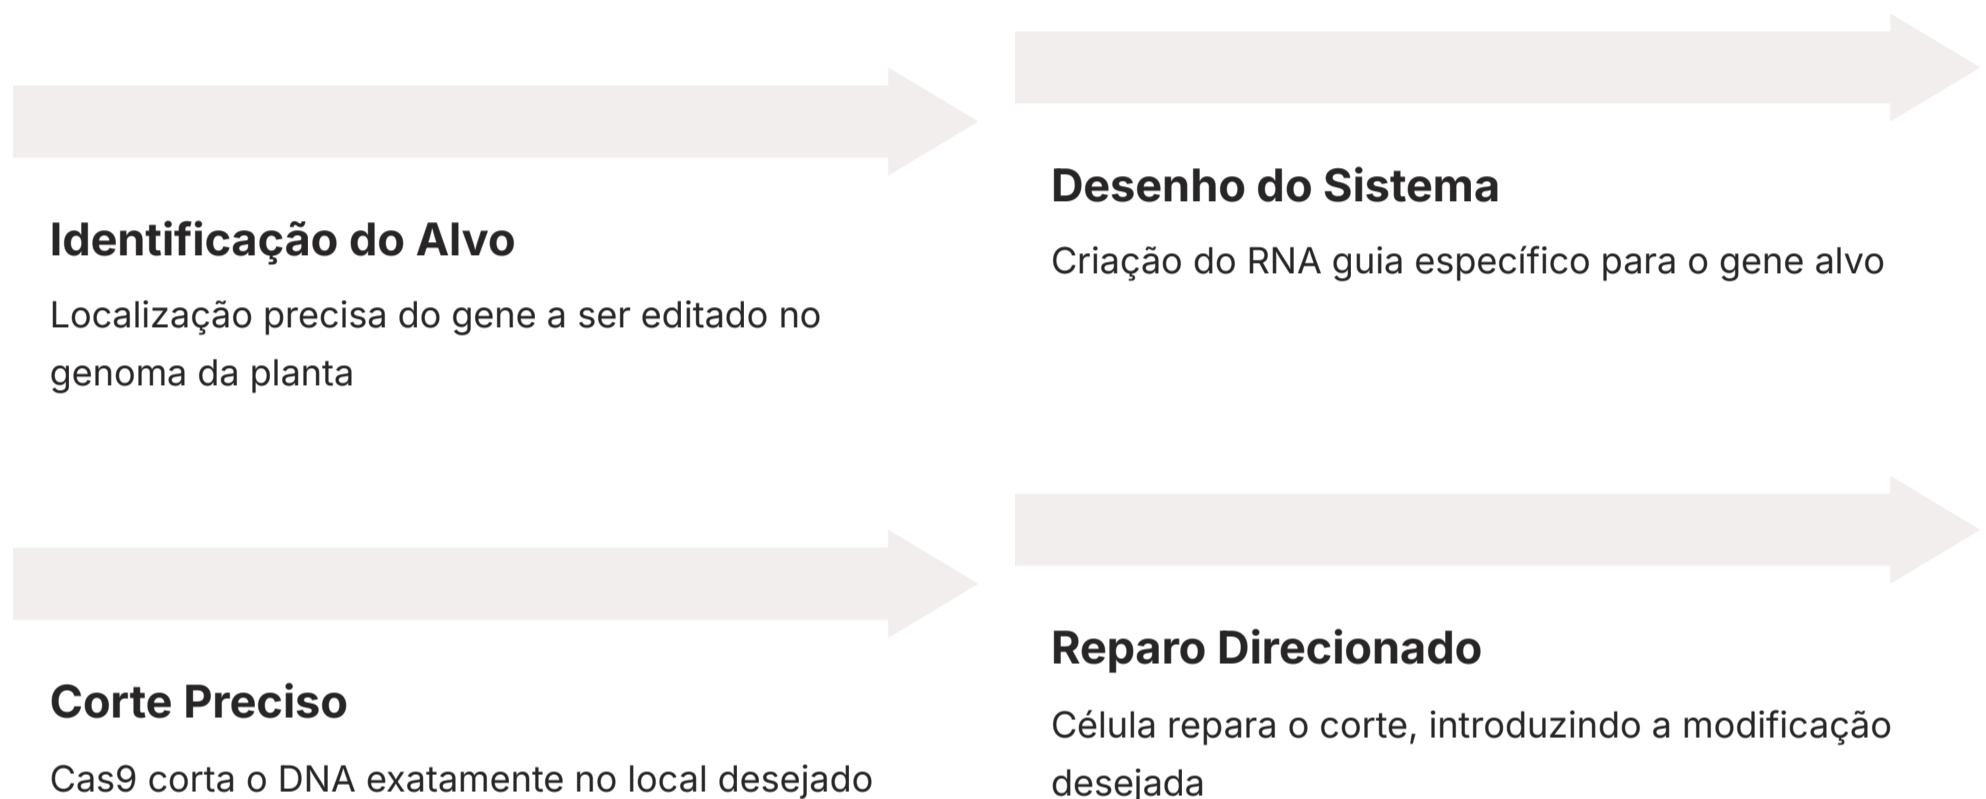 Identificação do Alvo
Localização precisa do gene a ser editado no
genoma da planta
Desenho do Sistema
Criação do RNA guia específico para o gene alvo
Corte Preciso
Cas9 corta o DNA exatamente no local desejado
Reparo Direcionado
Célula repara o corte, introduzindo a modificação
desejada